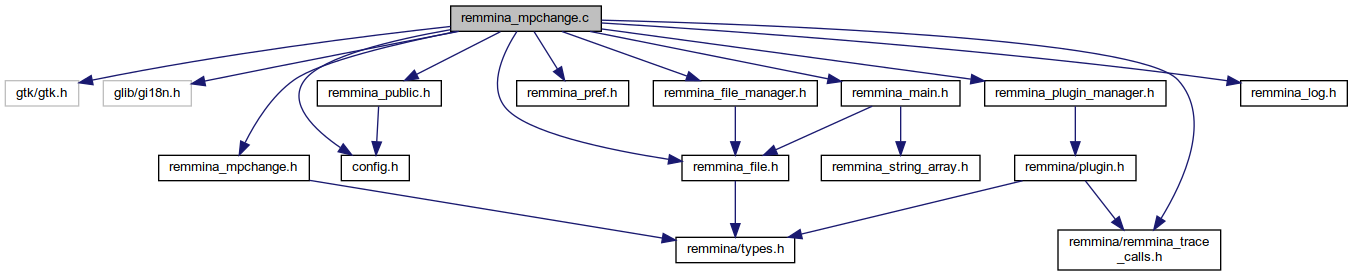 remmina_mpchange.c
gtk/gtk.h
glib/gi18n.h
remmina_public.h
remmina_pref.h
remmina_file_manager.h
remmina_main.h
remmina_plugin_manager.h
remmina_log.h
remmina_mpchange.h
config.h
remmina_file.h
remmina_string_array.h
remmina/plugin.h
remmina/types.h
remmina/remmina_trace
_calls.h